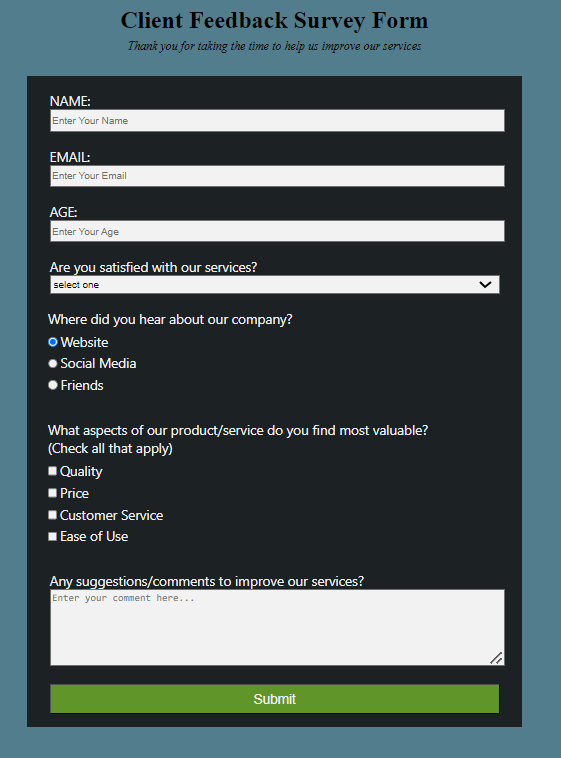 Client Feedback Survey Form
Thank you for taking the time to help us improve our services
NAME:
Enter Your Name
EMAIL:
Enter Your Email
AGE:
Enter Your Age
Are you satisfied with our services?
select one
Where did you hear about our company?
Website
Social Media
Friends
What aspects of our product/service do you find most valuable?
(Check all that apply)
Quality
Price
Customer Service
Ease of Use
Any suggestions/comments to improve our services?
Enter your comment here...
Submit